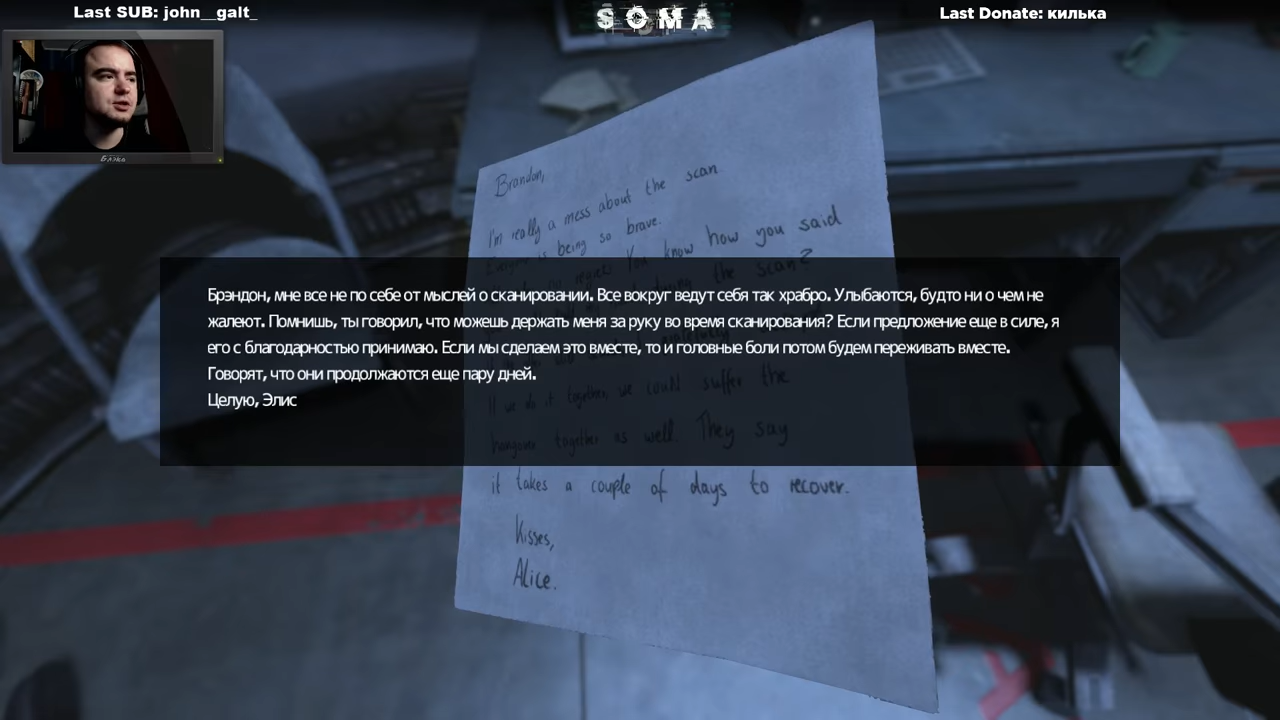 Last SUB: john__galt_
SOMA
Last Donate: килька
Блэка
Brandon,
I'm really a mess about the scan
Everyone is being so brave.
You know how you said
the scan?
Брэндон, мне все не по себе от мыслей о сканировании. Все вокруг ведут себя так храбро. Улыбаются, будто ни о чем не
жалеют. Помнишь, ты говорил, что можешь держать меня за руку во время сканирования? Если предложение еще в силе, я
его с благодарностью принимаю. Если мы сделаем это вместе, то и головные боли потом будем переживать вместе.
Говорят, что они продолжаются еще пару дней.
Целую, Элис
If we do it together, we could suffer the
hangover together as well. They say
it takes a couple of days to recover.
Kisses,
Alice.